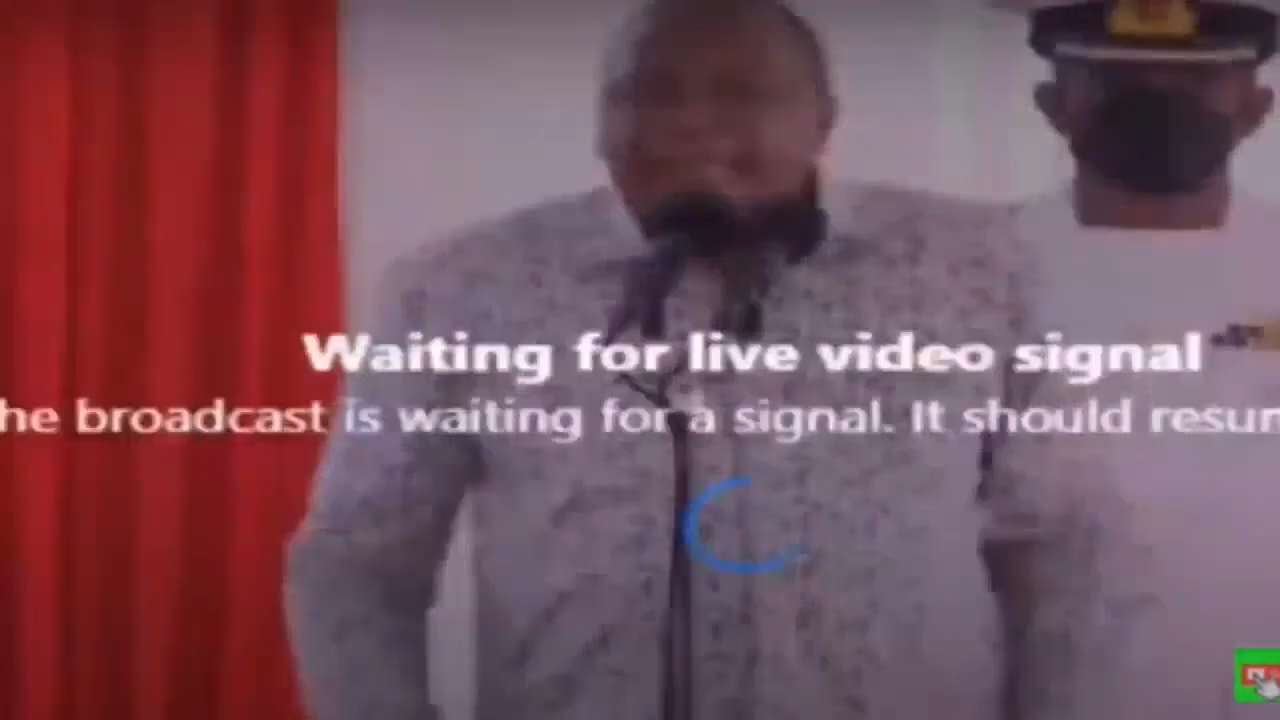 Waiting for live video signal
he broadcast is waiting for a signal. It should resum